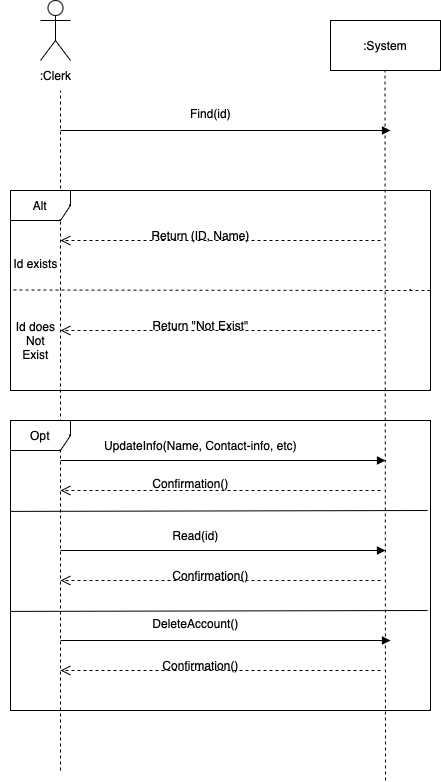 :Clerk
:System
Find(id)
Alt
Return (ID, Name)
Id exists
Id does
Not
Exist
Return "Not Exist"
Opt
UpdateInfo(Name, Contact-info, etc)
Confirmation()
Read(id)
Confirmation()
DeleteAccount()
Confirmation()